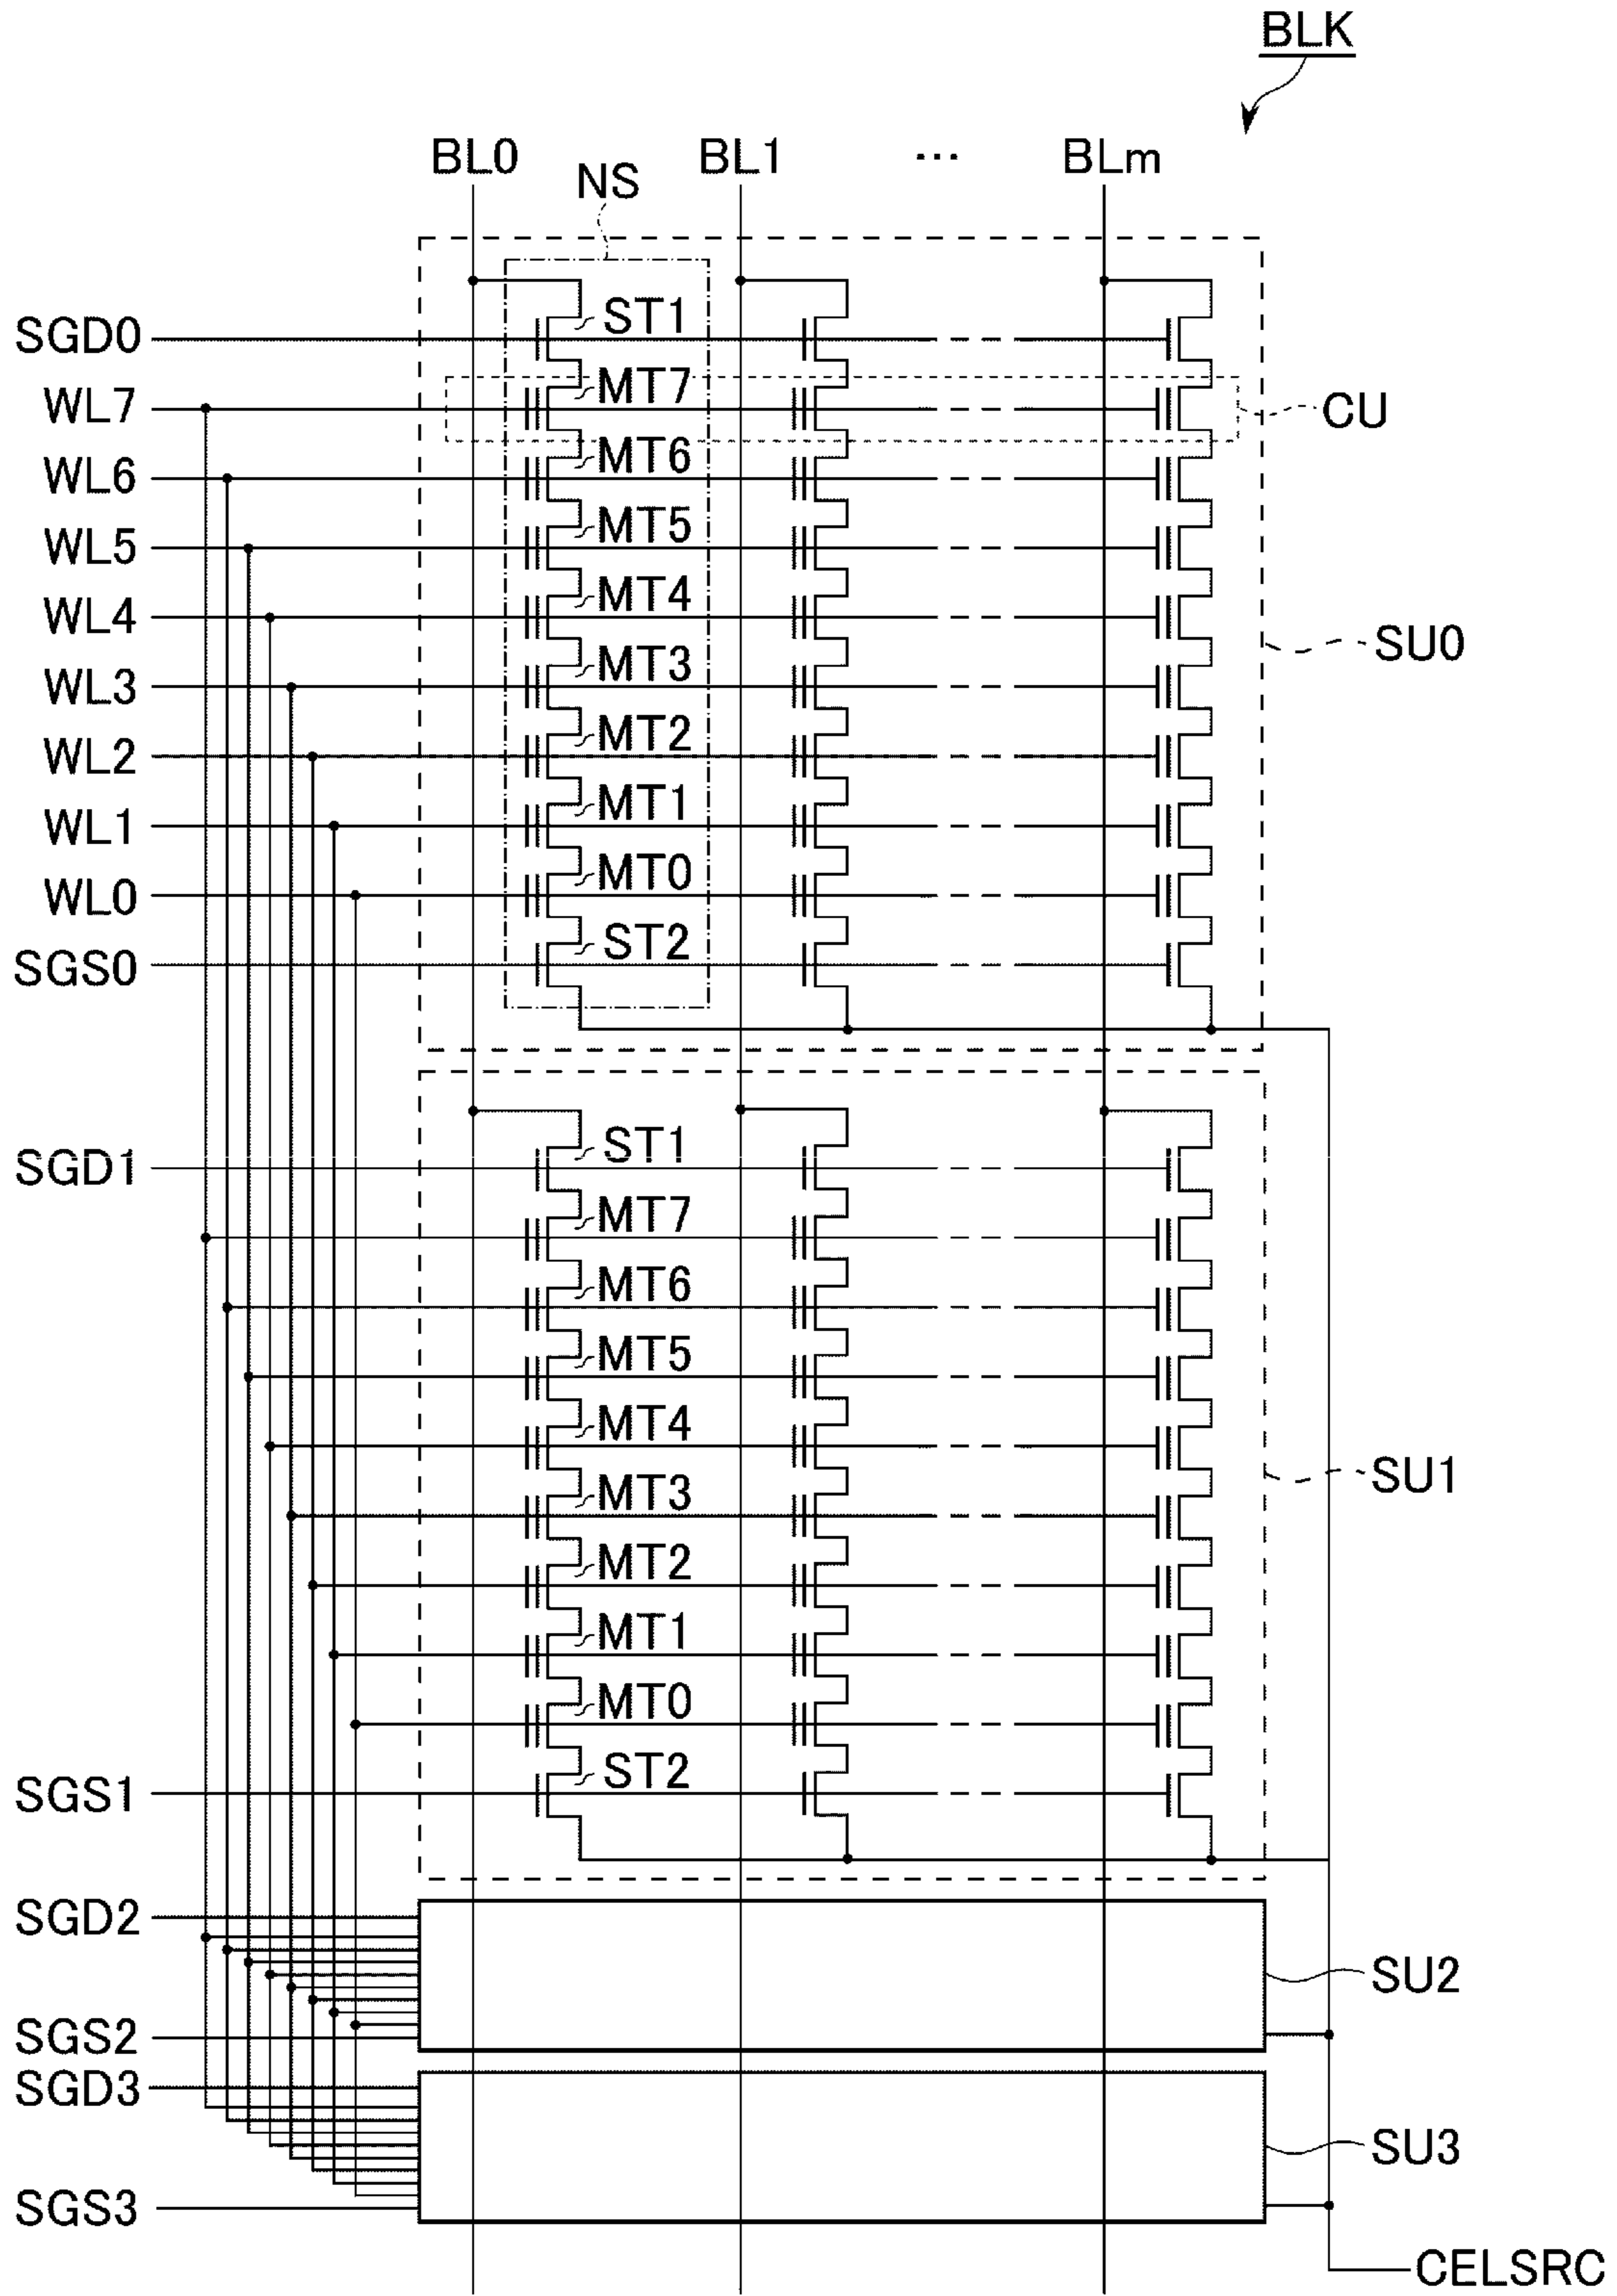 BLK
BL0 NS BL1 ... BLm
SGD0 ST1
WL7 MT7 CU
WL6 MT6
WL5 MT5
WL4 MT4 SU0
WL3 MT3
WL2 MT2
WL1 MT1
WL0 MT0
SGS0 ST2
SGD1 ST1
MT7
MT6
MT5
MT4
MT3 SU1
MT2
MT1
MT0
SGS1 ST2
SGD2
SU2
SGS2
SGD3
SU3
SGS3
CELSRC